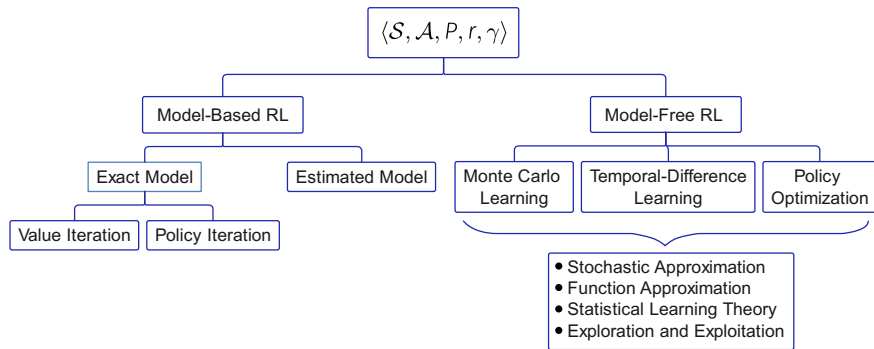 ⟨𝒮, 𝒜, P, r, γ⟩
Model-Based RL
Model-Free RL
Exact Model
Estimated Model
Monte Carlo
Learning
Temporal-Difference
Learning
Policy
Optimization
Value Iteration
Policy Iteration
● Stochastic Approximation
● Function Approximation
● Statistical Learning Theory
● Exploration and Exploitation